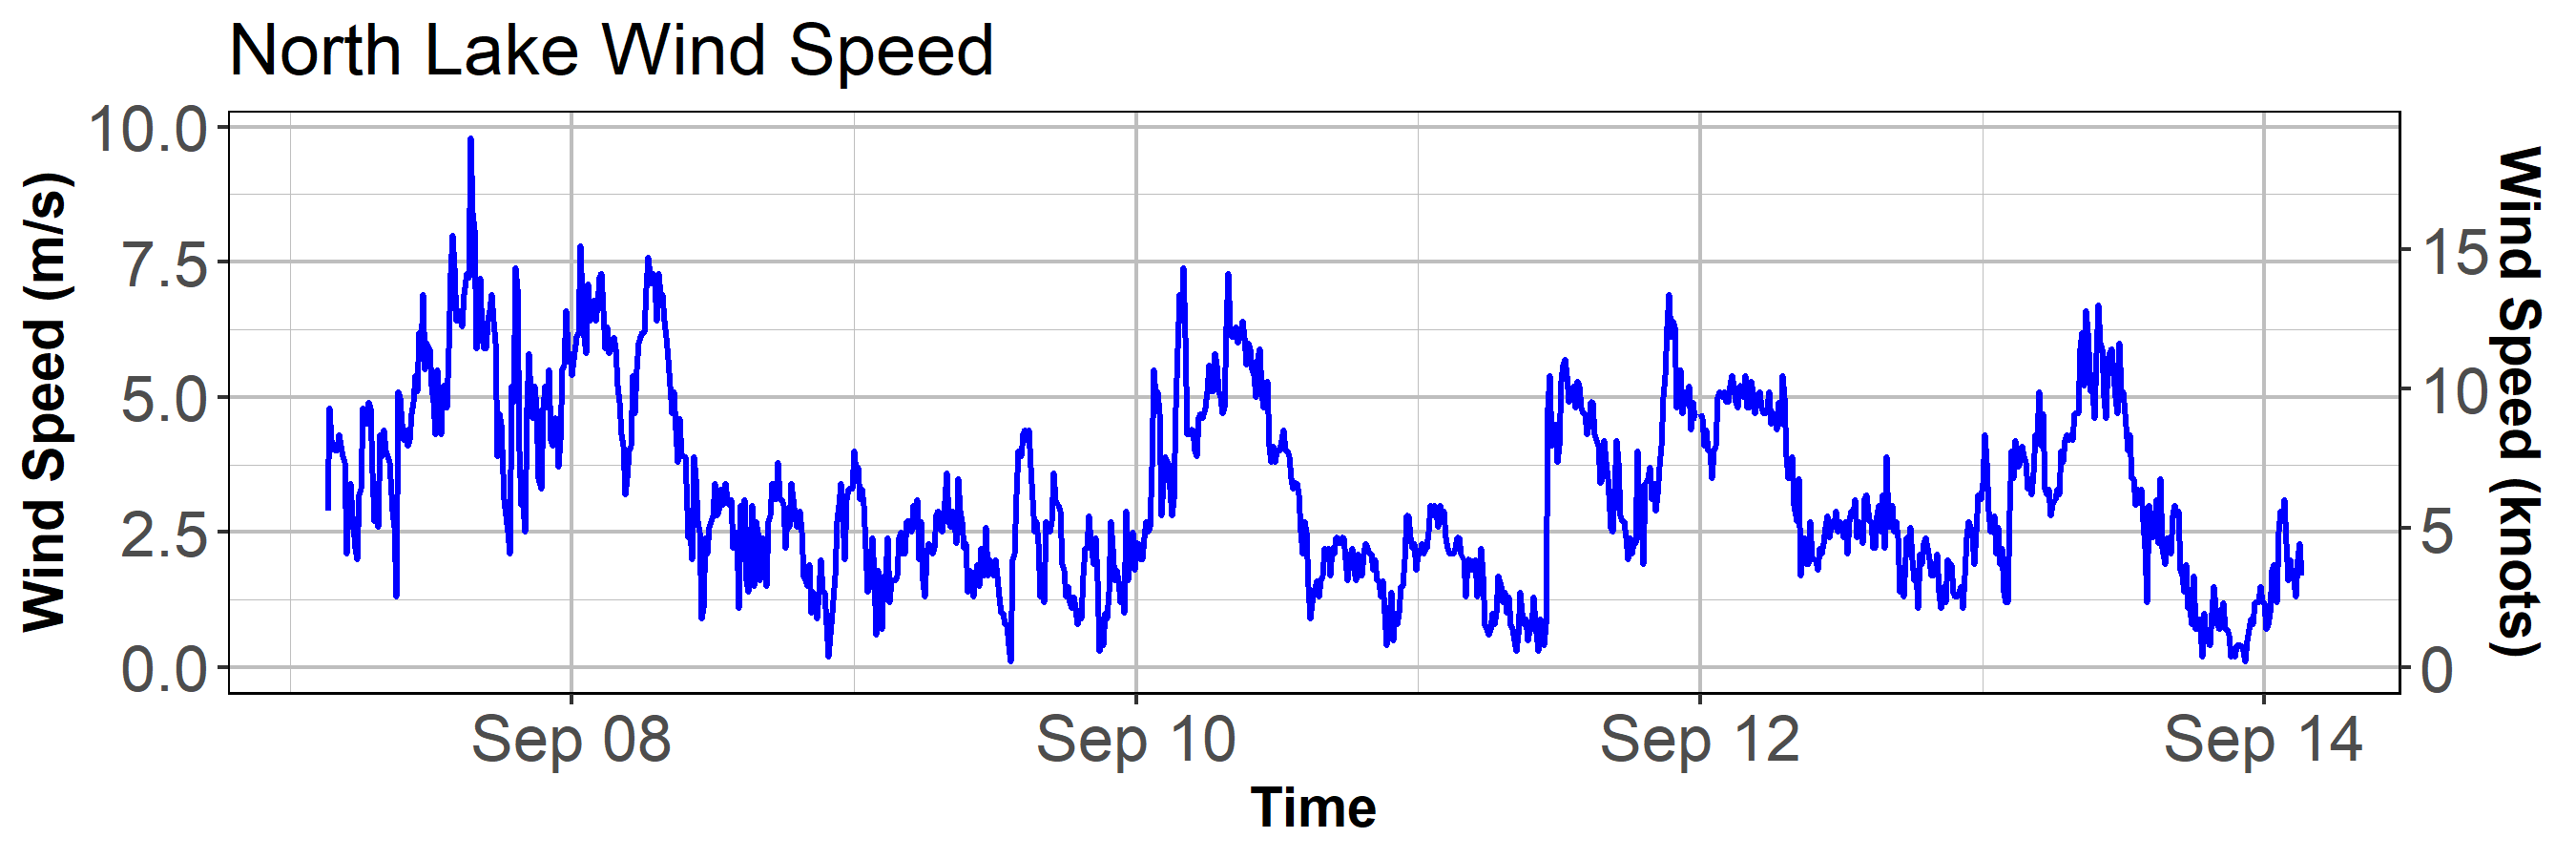 North Lake Wind Speed
Wind Speed (m/s)
10.0
7.5
5.0
2.5
0.0
15
10
5
0
Wind Speed (knots)
Sep 08
Sep 10
Sep 12
Sep 14
Time